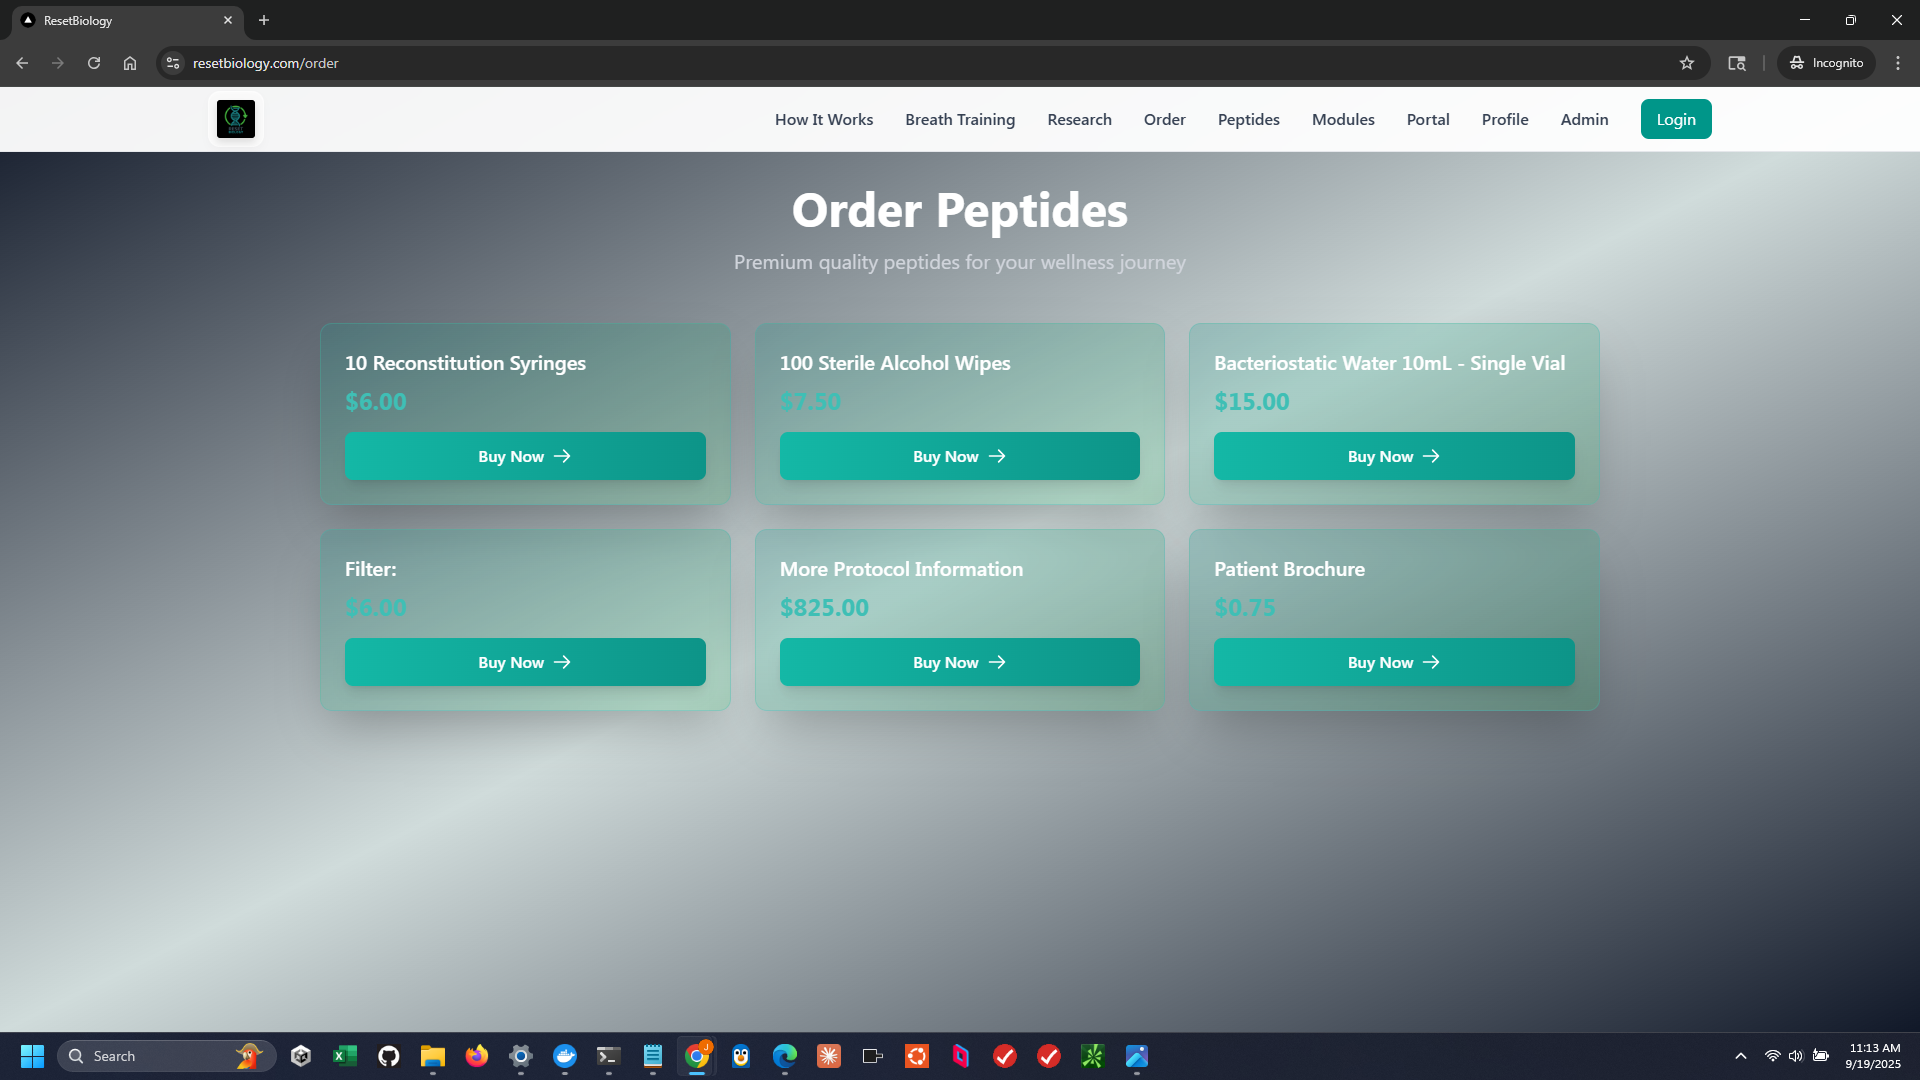 ResetBiology
resetbiology.com/order
Incognito
How It Works
Breath Training
Research
Order
Peptides
Modules
Portal
Profile
Admin
Login
Order Peptides
Premium quality peptides for your wellness journey
10 Reconstitution Syringes
$6.00
Buy Now
100 Sterile Alcohol Wipes
$7.50
Buy Now
Bacteriostatic Water 10mL - Single Vial
$15.00
Buy Now
Filter:
$6.00
Buy Now
More Protocol Information
$825.00
Buy Now
Patient Brochure
$0.75
Buy Now
Search
11:13 AM
9/19/2025